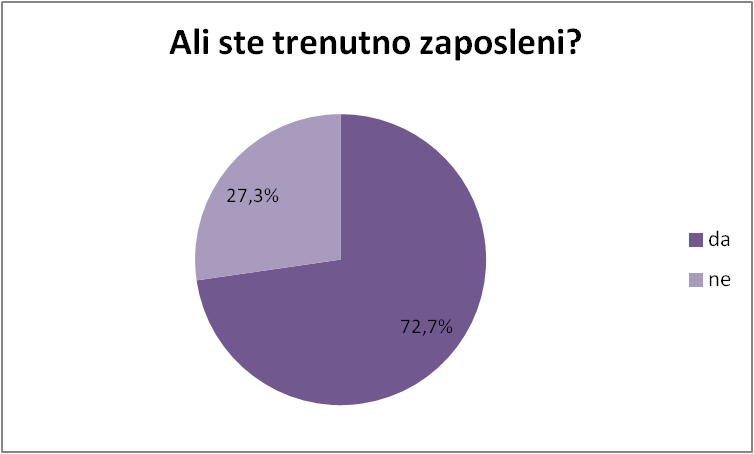 Ali ste trenutno zaposleni?
27,3%
72,7%
da
ne